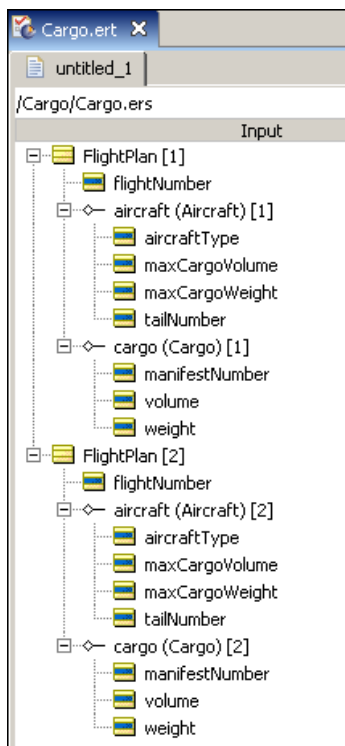 Cargo.ert
untitled_1
/Cargo/Cargo.ers
Input
FlightPlan [1]
flightNumber
aircraft (Aircraft) [1]
aircraftType
maxCargoVolume
maxCargoWeight
tailNumber
cargo (Cargo) [1]
manifestNumber
volume
weight
FlightPlan [2]
flightNumber
aircraft (Aircraft) [2]
aircraftType
maxCargoVolume
maxCargoWeight
tailNumber
cargo (Cargo) [2]
manifestNumber
volume
weight